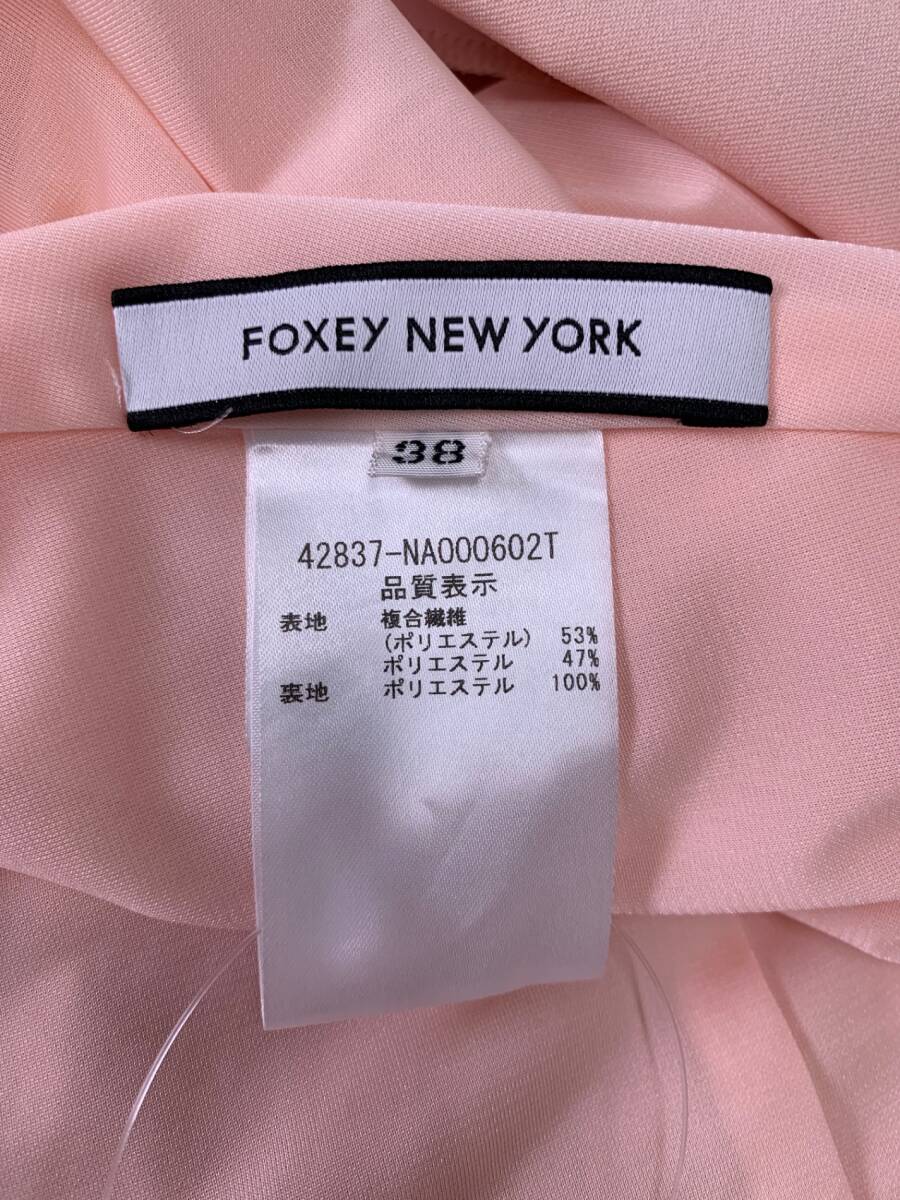 FOXEY NEW YORK
38
42837-NA000602T
品質表示
表地 複合繊維
(ポリエステル) 53%
ポリエステル 47%
裏地 ポリエステル 100%